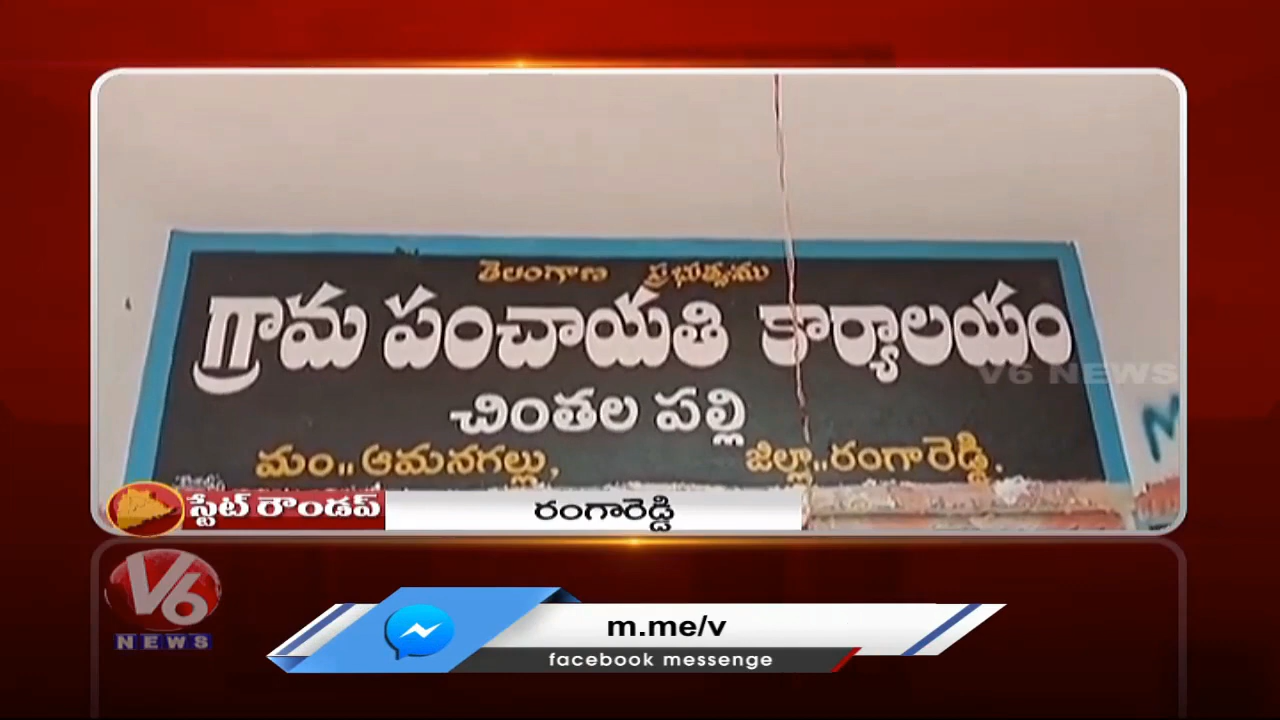 తెలంగాణ ప్రభుత్వము
గ్రామ పంచాయతి కార్యాలయం
V6 NEWS
చింతల పల్లి
మం.. ఆమనగల్లు, జిల్లా.. రంగారెడ్డి.
స్టేట్ రౌండప్ రంగారెడ్డి
V6
NEWS
m.me/v
facebook messenge